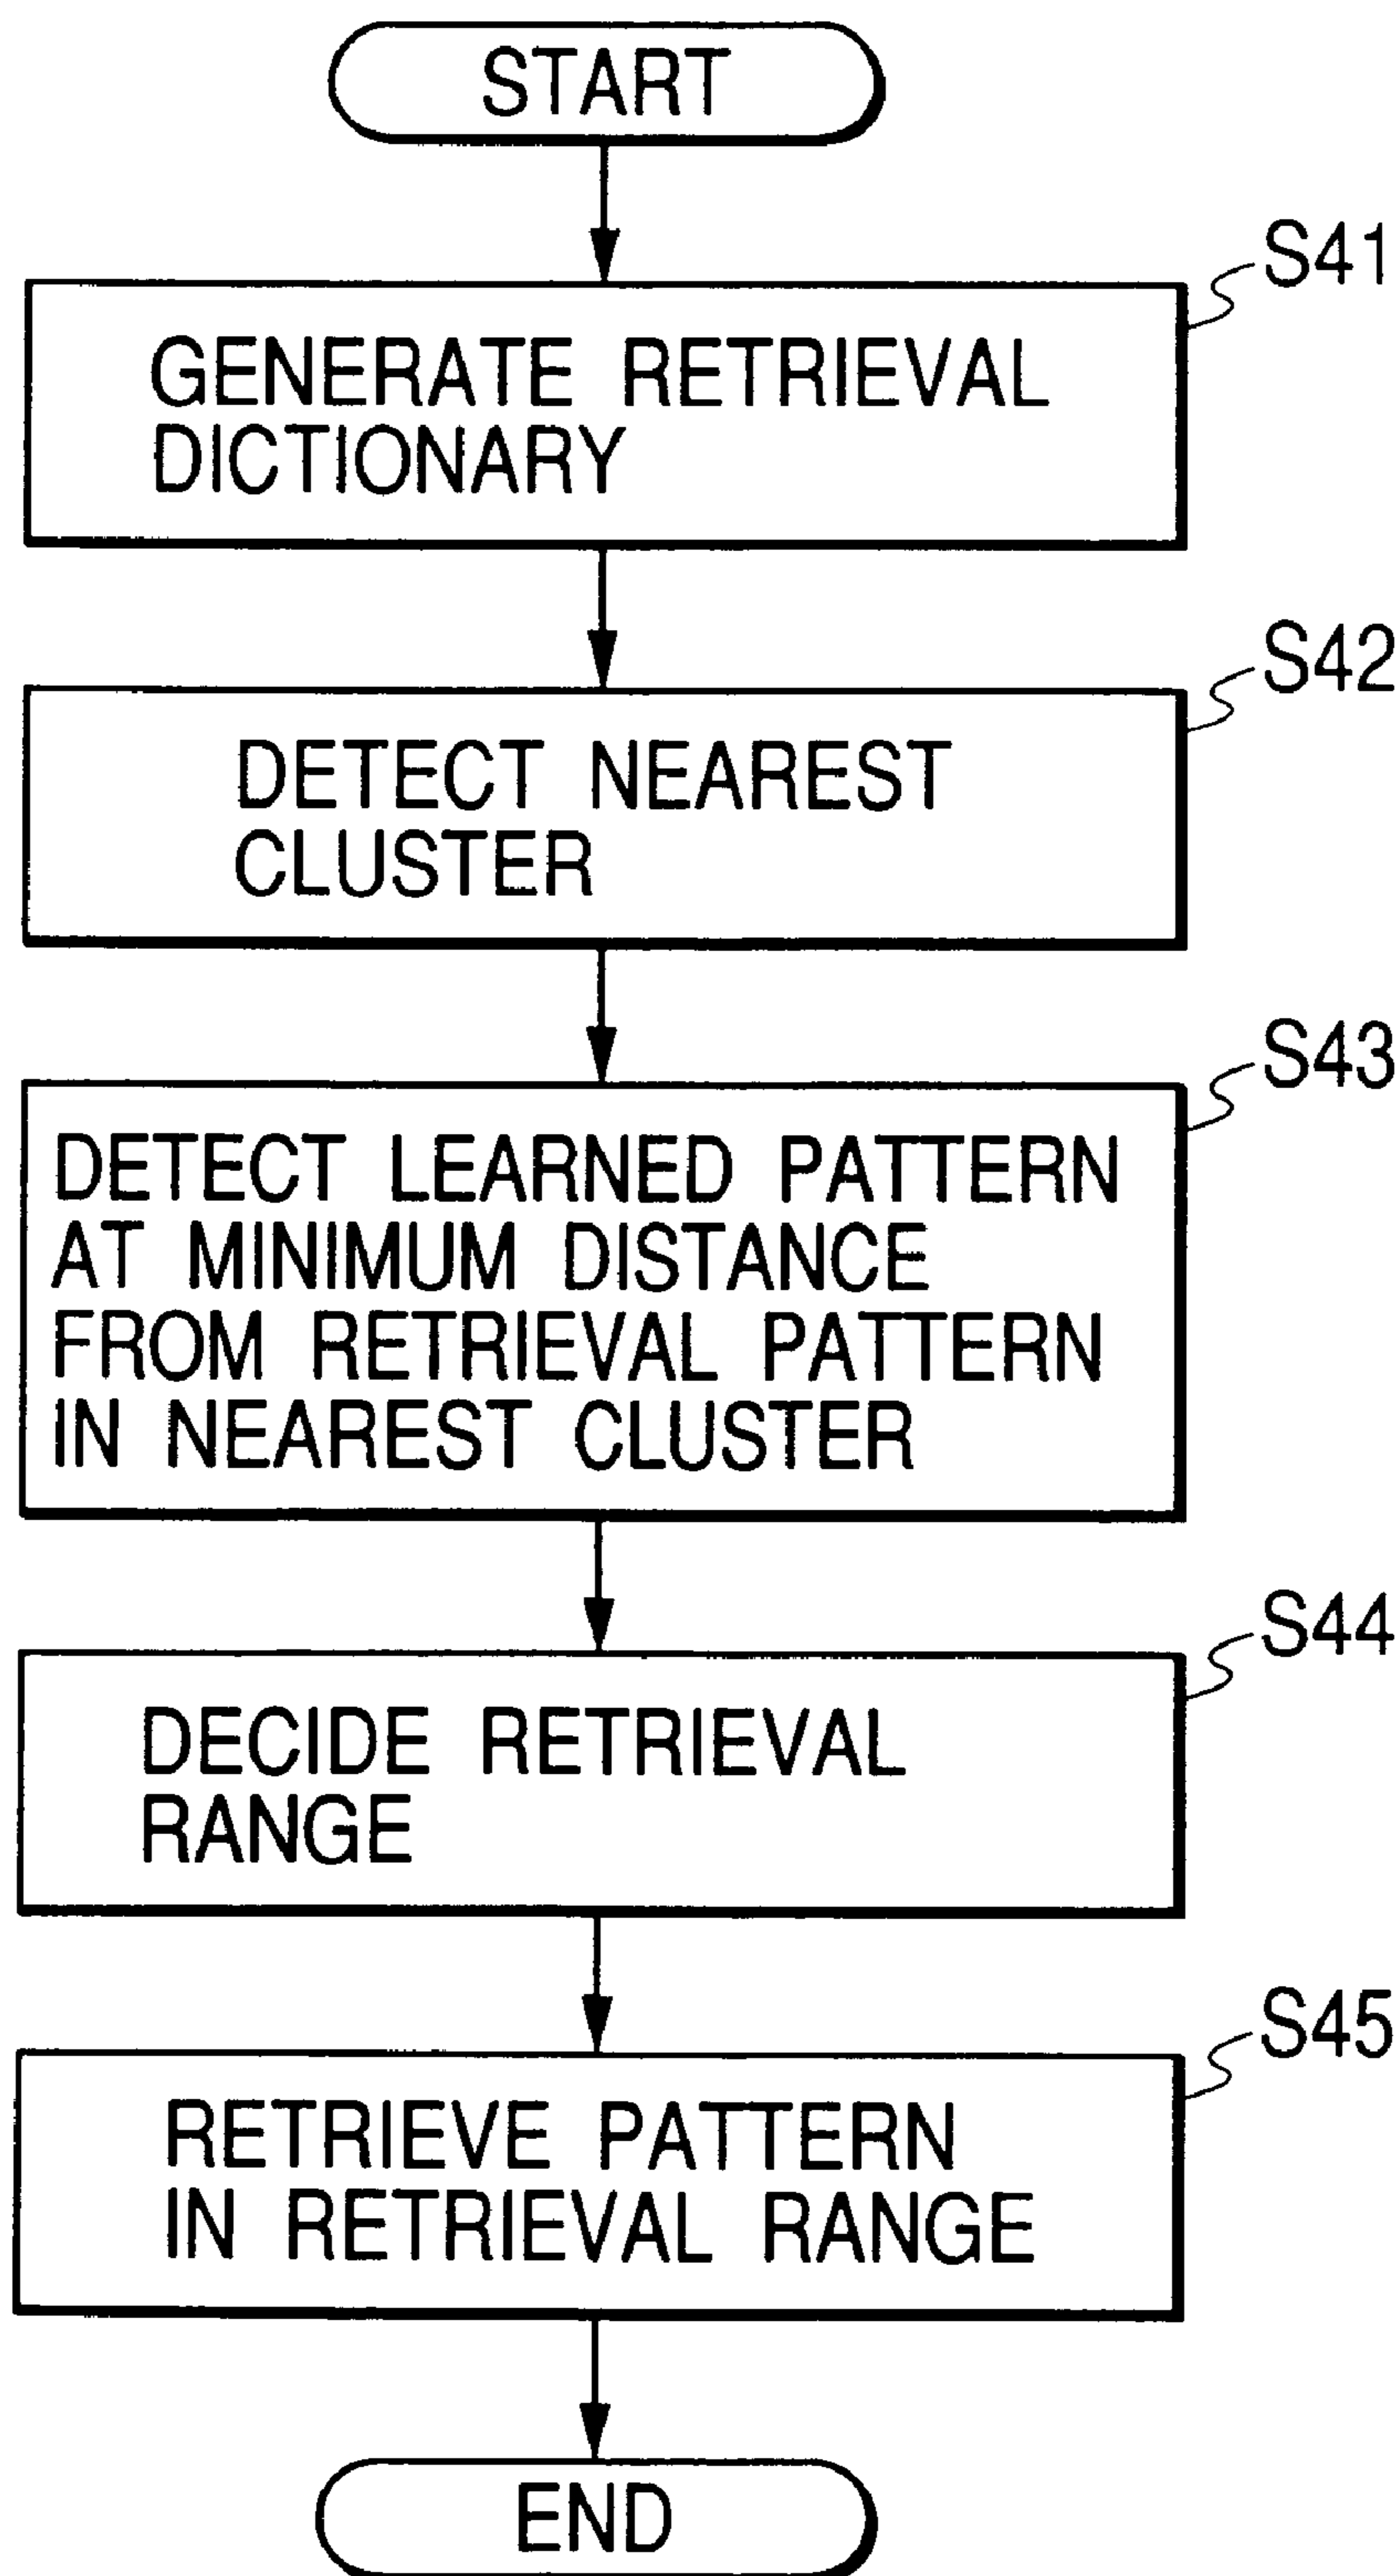 START
S41
GENERATE RETRIEVAL
DICTIONARY
S42
DETECT NEAREST
CLUSTER
S43
DETECT LEARNED PATTERN
AT MINIMUM DISTANCE
FROM RETRIEVAL PATTERN
IN NEAREST CLUSTER
S44
DECIDE RETRIEVAL
RANGE
S45
RETRIEVE PATTERN
IN RETRIEVAL RANGE
END